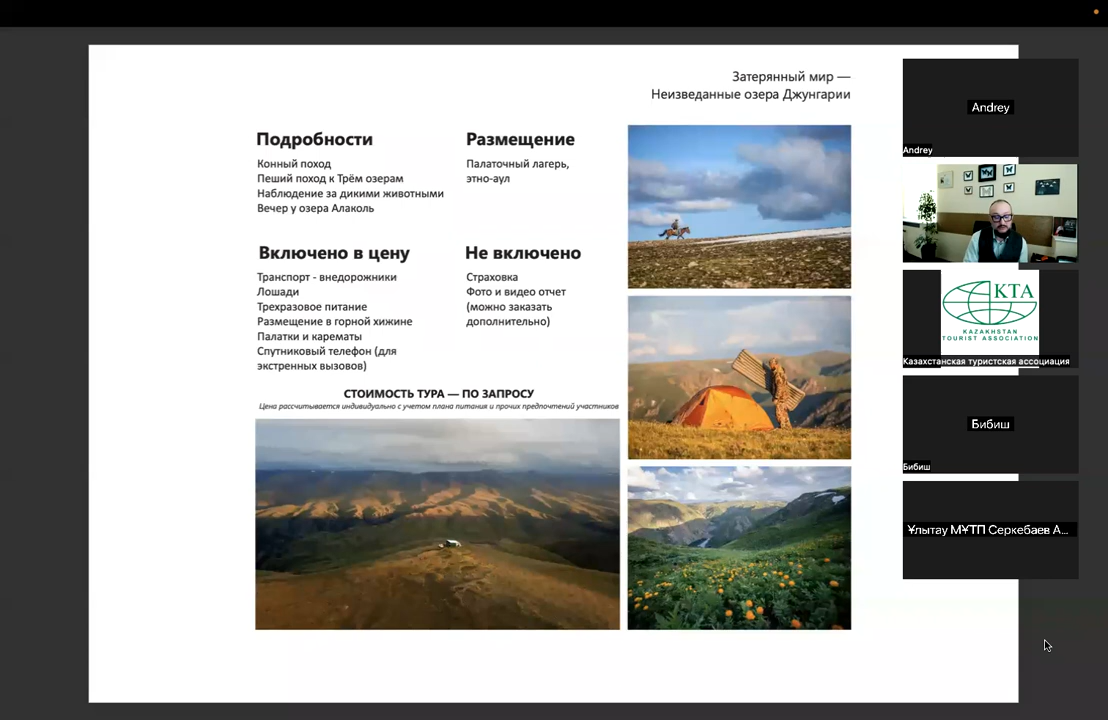 Затерянный мир —
Неизведанные озера Джунгарии
Подробности
Конный поход
Пеший поход к Трём озерам
Наблюдение за дикими животными
Вечер у озера Алаколь
Размещение
Палаточный лагерь,
этно-аул
Включено в цену
Транспорт - внедорожники
Лошади
Трехразовое питание
Размещение в горной хижине
Палатки и карематы
Спутниковый телефон (для
экстренных вызовов)
Не включено
Страховка
Фото и видео отчет
(можно заказать
дополнительно)
СТОИМОСТЬ ТУРА — ПО ЗАПРОСУ
Цена рассчитывается индивидуально с учетом плана питания и прочих предпочтений участников
Andrey
Andrey
KTA
KAZAKHSTAN
TOURIST ASSOCIATION
Казахстанская туристская ассоциация
Бибиш
Бибиш
Ұлытау МҰТП Серкебаев А...